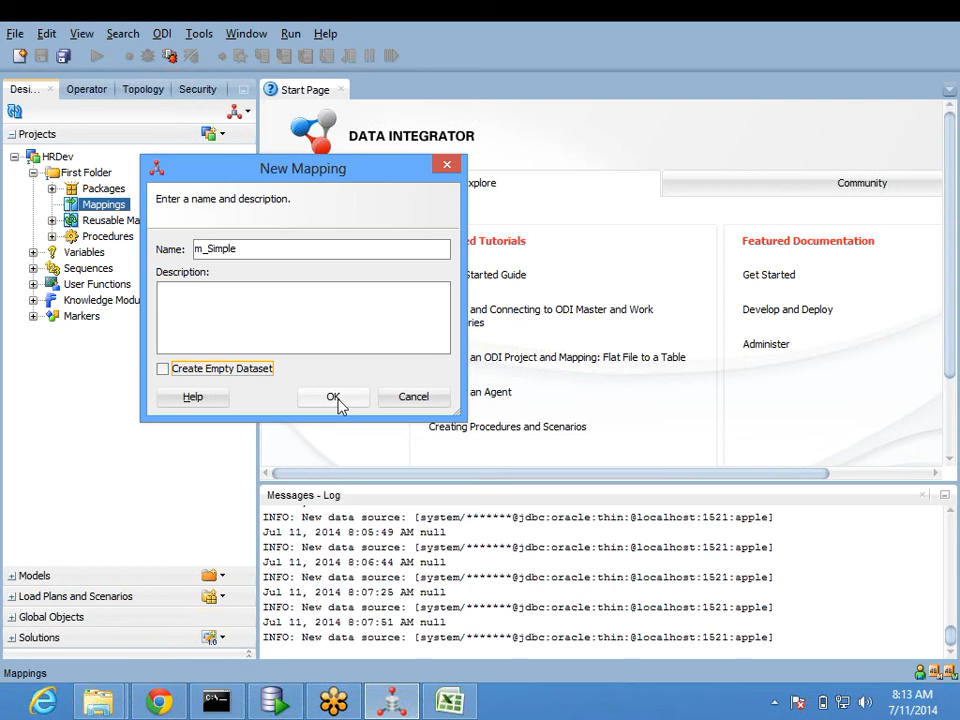 File Edit View Search ODI Tools Window Run Help
Desi... Operator Topology Security
Start Page
Projects
DATA INTEGRATOR
HRDev
First Folder
Packages
Mappings
Reusable Ma
Procedures
Variables
Sequences
User Functions
Knowledge Modu
Markers
New Mapping
Enter a name and description.
Name: m_Simple
Description:
Create Empty Dataset
Help OK Cancel
xplore Community
d Tutorials Featured Documentation
Started Guide Get Started
and Connecting to ODI Master and Work
ries
Develop and Deploy
an ODI Project and Mapping: Flat File to a Table
Administer
an Agent
Creating Procedures and Scenarios
Messages - Log
INFO: New data source: [system/*******@jdbc:oracle:thin:@localhost:1521:apple]
Jul 11, 2014 8:05:49 AM null
INFO: New data source: [system/*******@jdbc:oracle:thin:@localhost:1521:apple]
Jul 11, 2014 8:06:44 AM null
INFO: New data source: [system/*******@jdbc:oracle:thin:@localhost:1521:apple]
Jul 11, 2014 8:07:25 AM null
INFO: New data source: [system/*******@jdbc:oracle:thin:@localhost:1521:apple]
Jul 11, 2014 8:07:51 AM null
INFO: New data source: [system/*******@jdbc:oracle:thin:@localhost:1521:apple]
Models
Load Plans and Scenarios
Global Objects
Solutions
Mappings
8:13 AM
7/11/2014